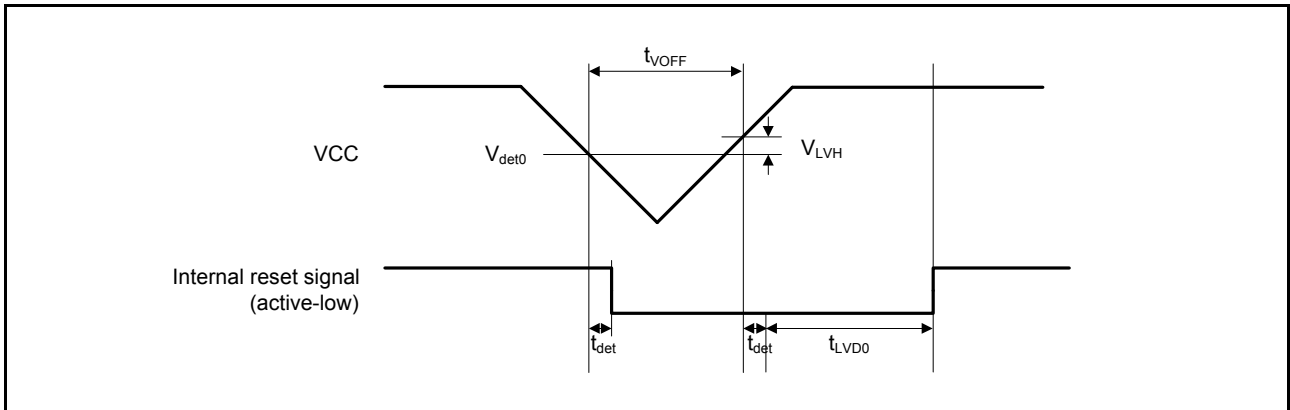 tVOFF
VCC
Vdet0
VLVH
Internal reset signal
(active-low)
tdet
tdet
tLVD0